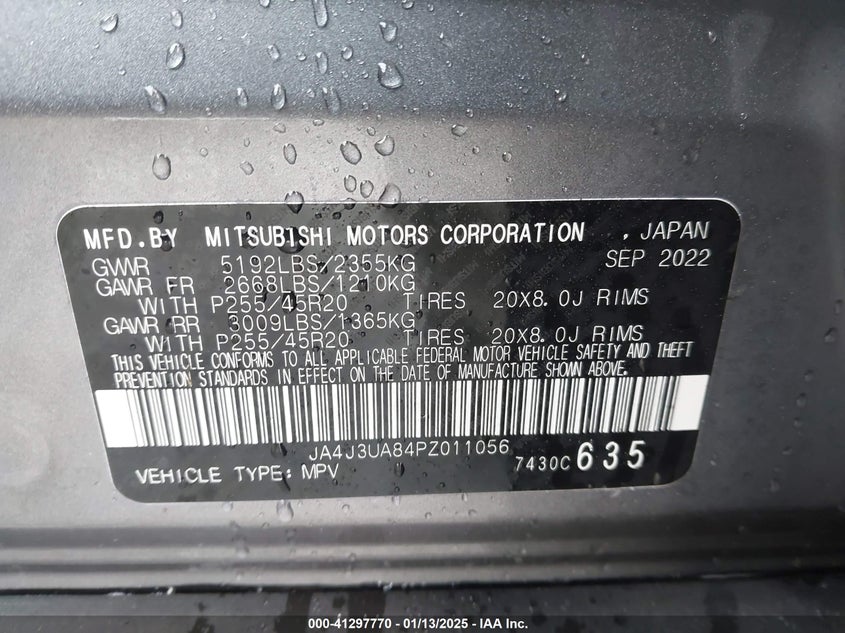 MFD.BY MITSUBISHI MOTORS CORPORATION , JAPAN
GVWR 5192LBS/2355KG SEP 2022
GAWR FR 2668LBS/1210KG
WITH P255/45R20 TIRES 20X8.0J RIMS
GAWR RR 3009LBS/1365KG
WITH P255/45R20 TIRES 20X8.0J RIMS
THIS VEHICLE CONFORMS TO ALL APPLICABLE FEDERAL MOTOR VEHICLE SAFETY AND THEFT
PREVENTION STANDARDS IN EFFECT ON THE DATE OF MANUFACTURE SHOWN ABOVE.
JA4J3UA84PZ011056
VEHICLE TYPE: MPV 7430C 635
000-41297770 - 01/13/2025 - IAA Inc.